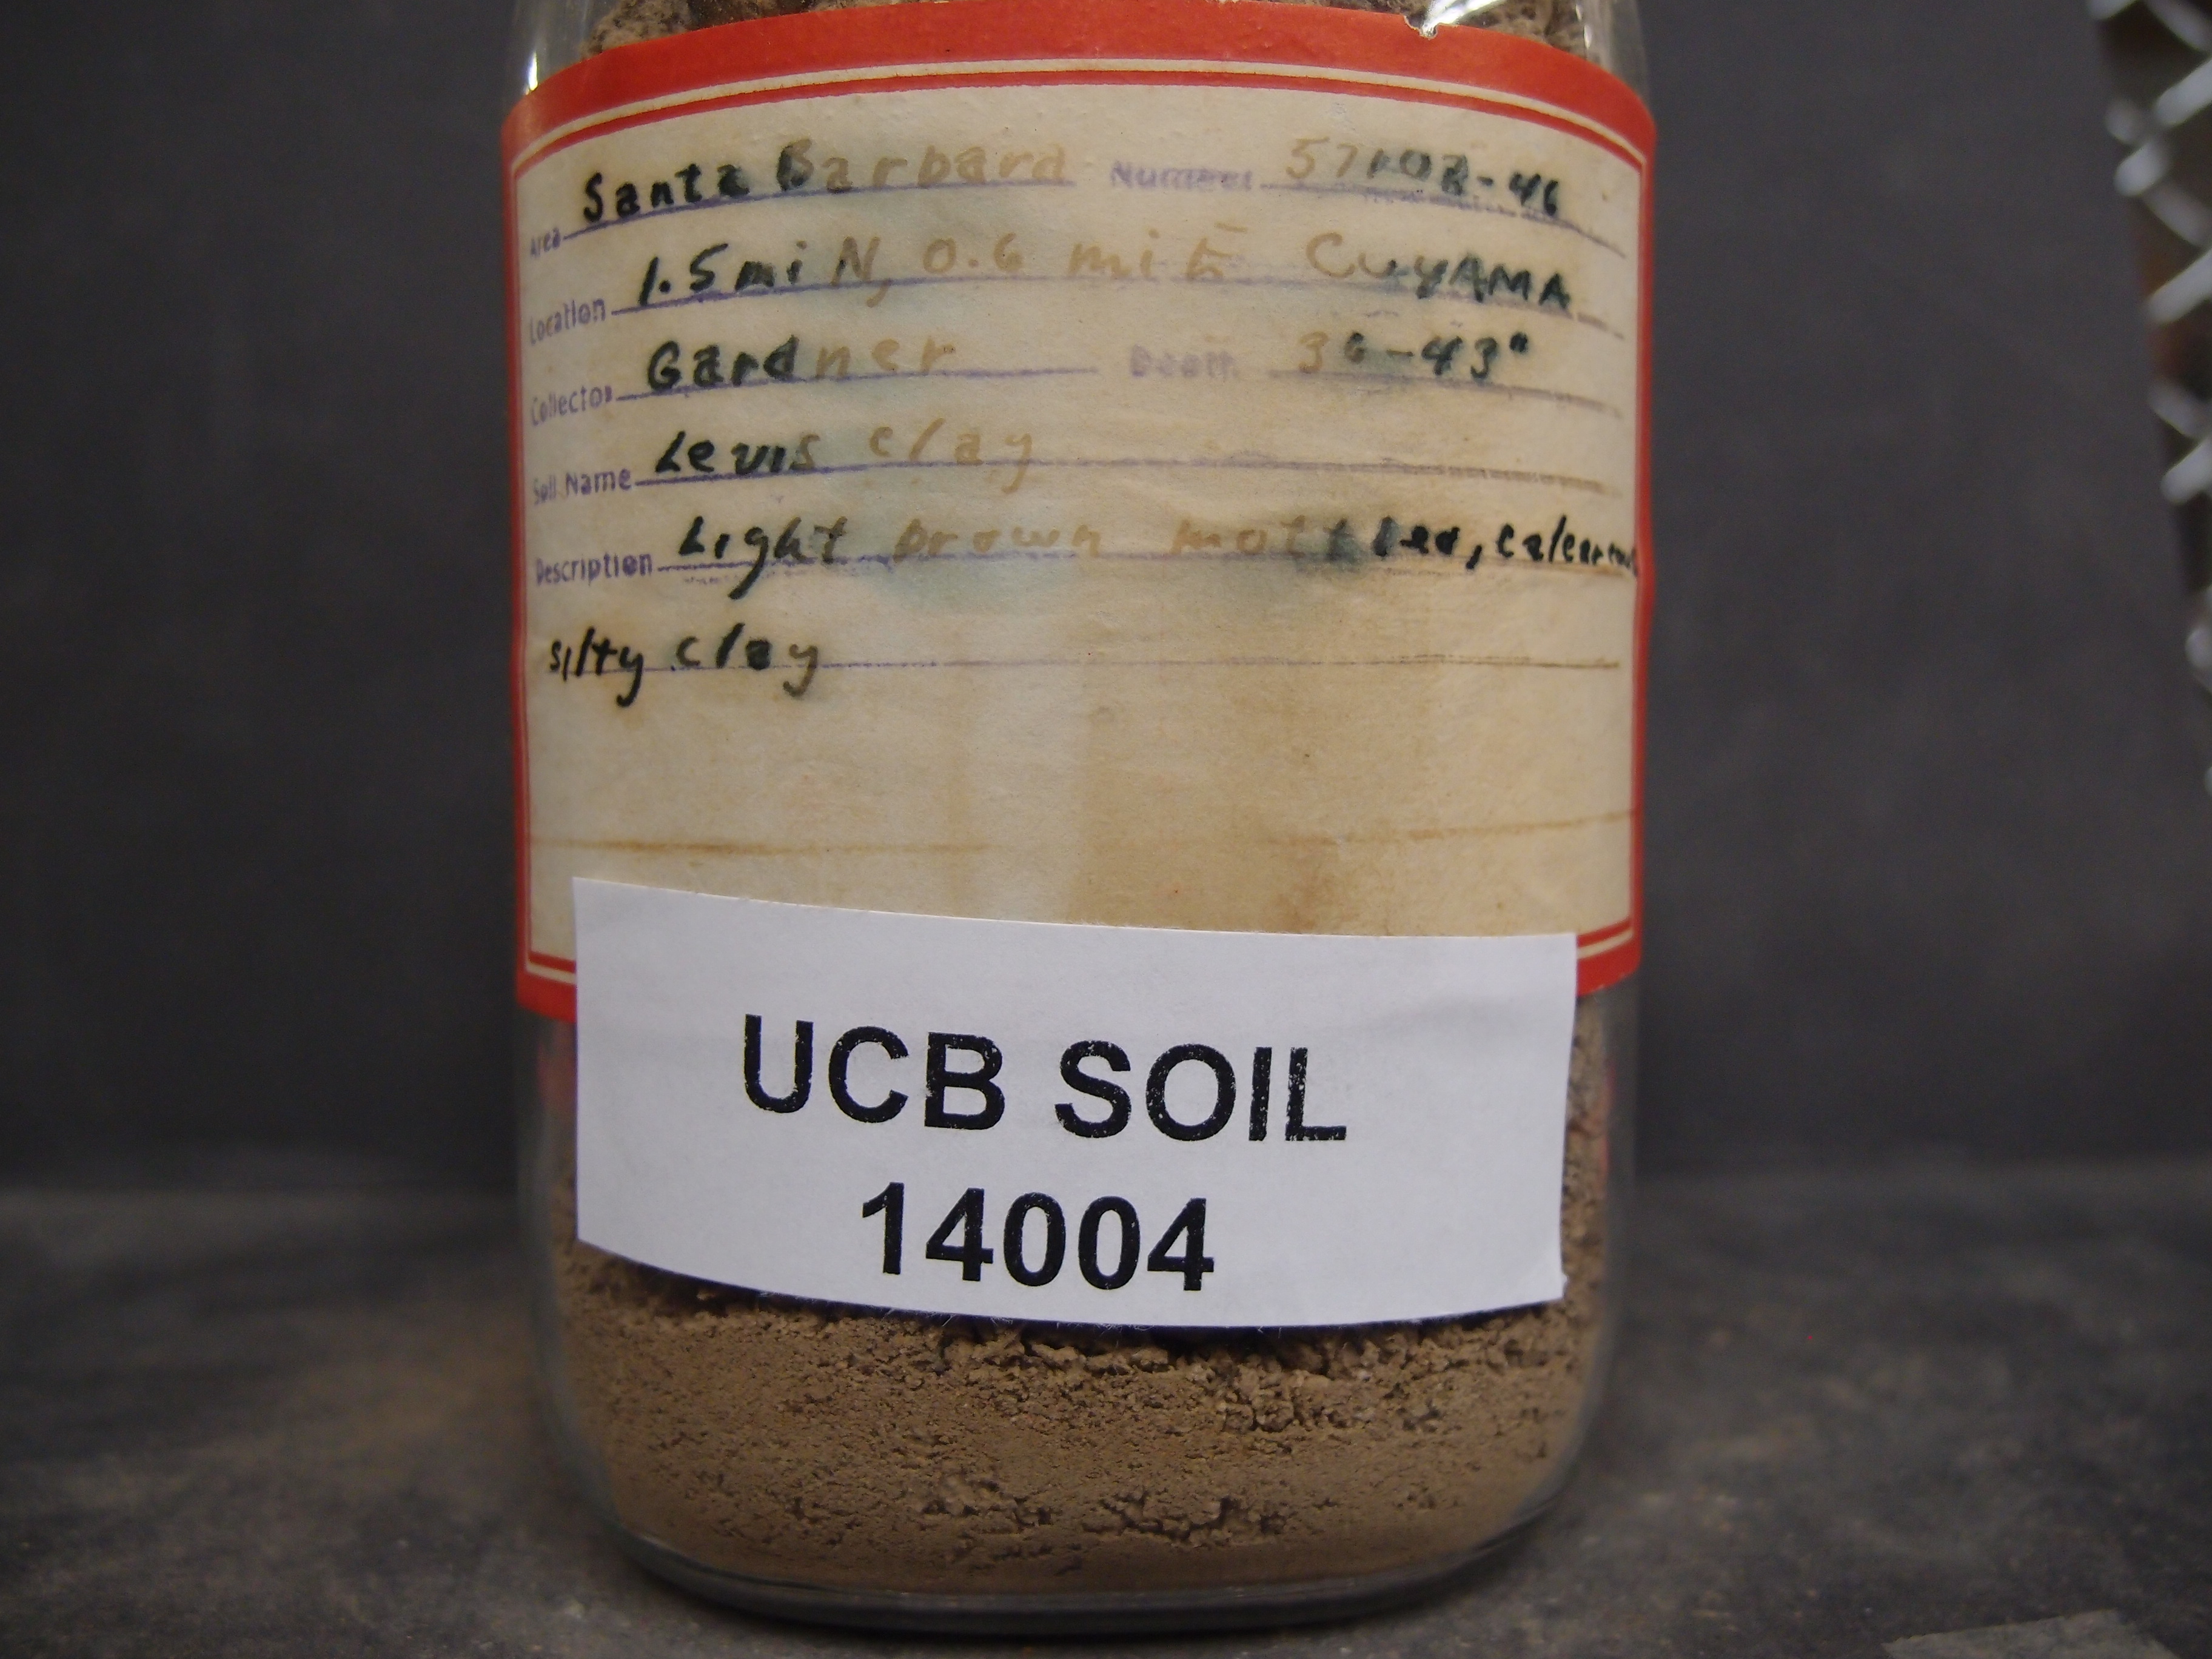 Area Santa Barbara Number 57102-46
Location 1.5 mi N, 0.6 mi E CuyAMA
Collector Gardner Depth 36-43"
Soil Name Levis clay
Description Light brown mottled, calcareous
silty clay
UCB SOIL
14004